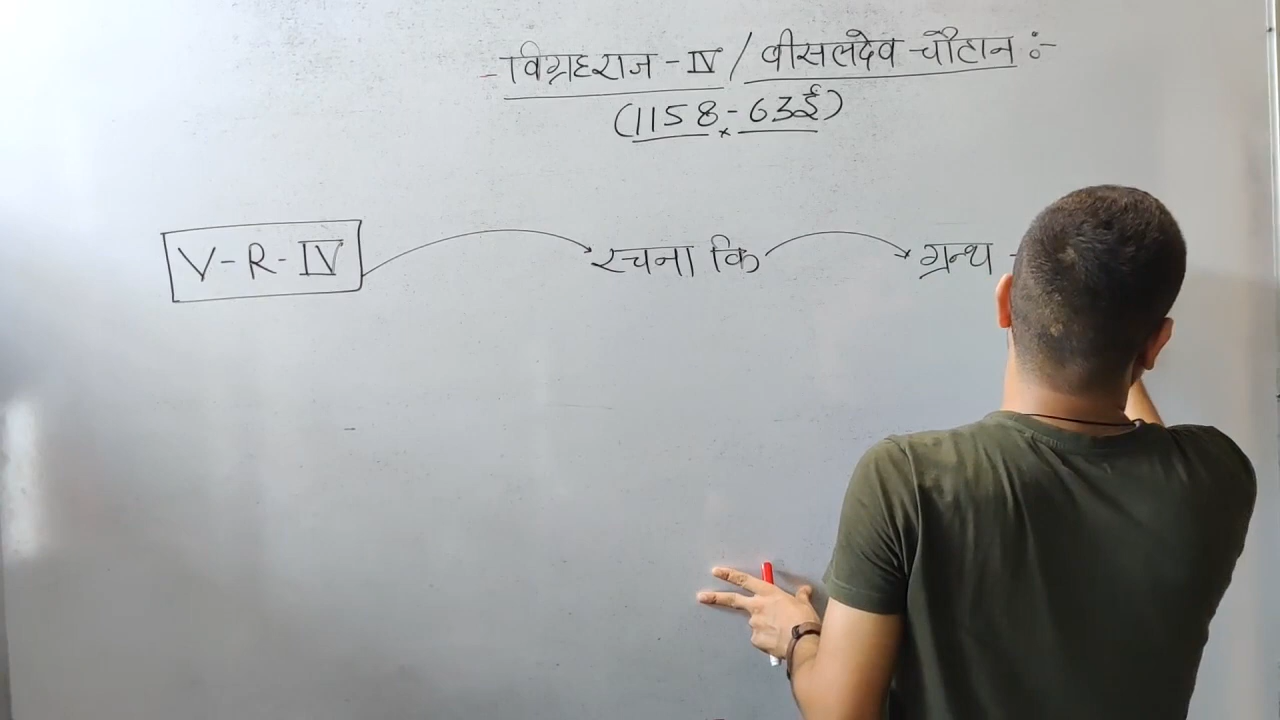 - विग्रहराज - IV / वीसलदेव चौहान :-
(1158 - 63ई)
V - R - IV रचना कि ग्रन्थ -